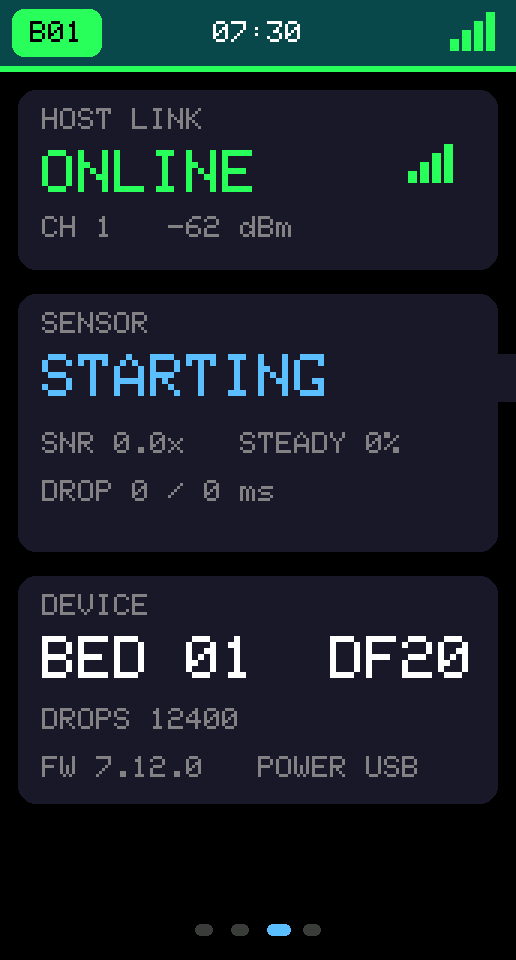 B01 07:30
HOST LINK
ONLINE
CH 1 -62 dBm
SENSOR
STARTING
SNR 0.0x STEADY 0%
DROP 0 / 0 ms
DEVICE
BED 01 DF20
DROPS 12400
FW 7.12.0 POWER USB